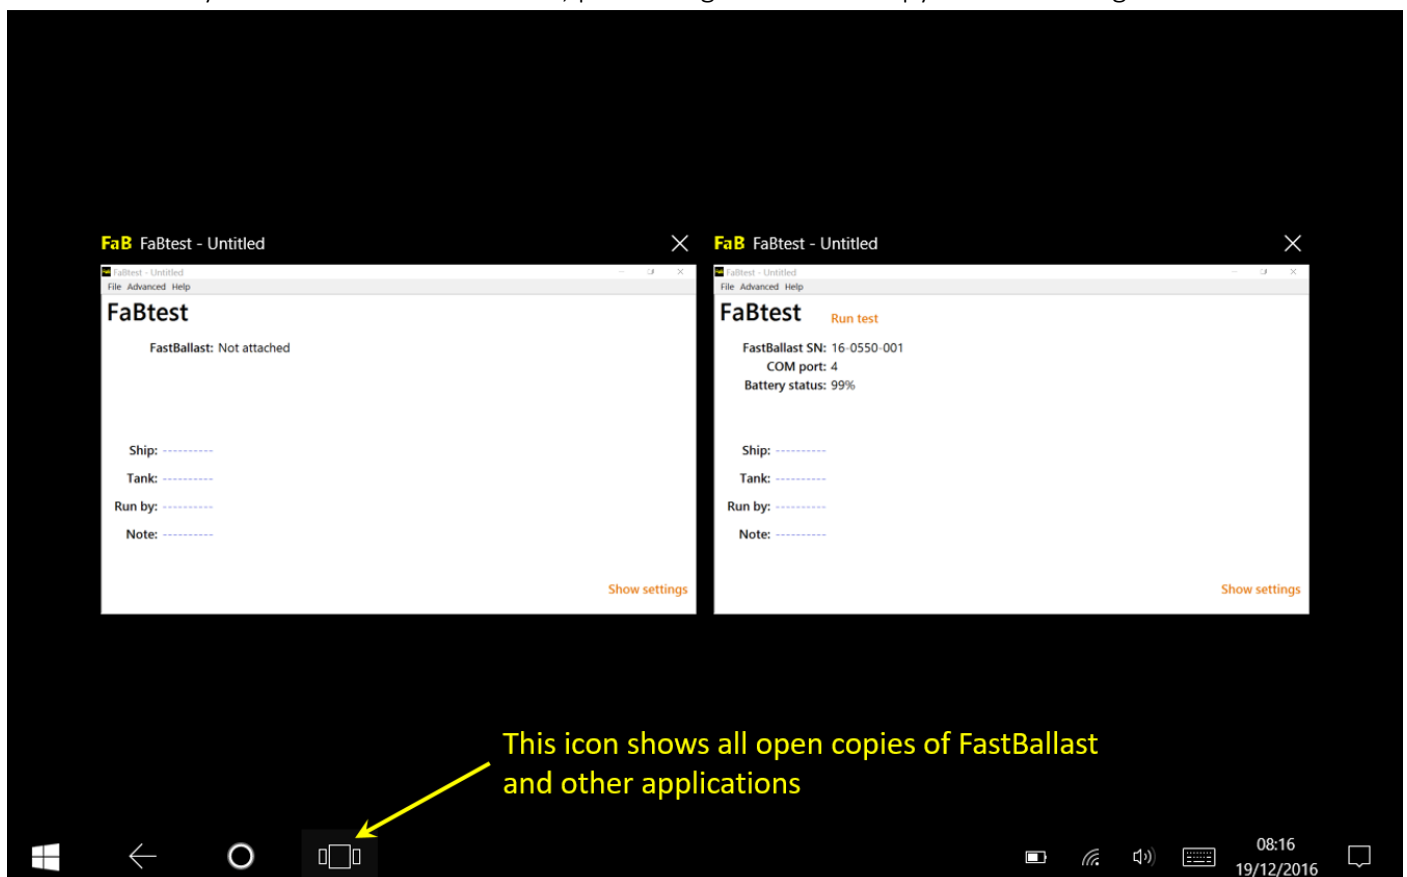 FaB FaBtest - Untitled
FaBtest - Untitled
File Advanced Help
FaBtest
FastBallast: Not attached
Ship: ----------
Tank: ----------
Run by: ----------
Note: ----------
Show settings
FaB FaBtest - Untitled
FaBtest - Untitled
File Advanced Help
FaBtest Run test
FastBallast SN: 16-0550-001
COM port: 4
Battery status: 99%
Ship: ----------
Tank: ----------
Run by: ----------
Note: ----------
Show settings
This icon shows all open copies of FastBallast
and other applications
08:16
19/12/2016